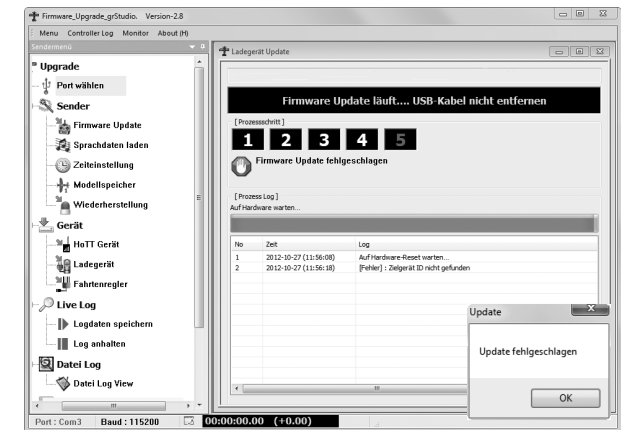 Firmware_Upgrade_grStudio. Version-2.8
Menu Controller Log Monitor About (H)
Sendermenü
Upgrade
Port wählen
Sender
Firmware Update
Sprachdaten laden
Zeiteinstellung
Modellspeicher
Wiederherstellung
Gerät
HoTT Gerät
Ladegerät
Fahrtenregler
Live Log
Logdaten speichern
Log anhalten
Datei Log
Datei Log View
Ladegerät Update
Firmware Update läuft.... USB-Kabel nicht entfernen
[ Prozessschritt ]
1 2 3 4 5
Firmware Update fehlgeschlagen
[ Prozess Log ]
Auf Hardware warten...
No Zeit Log
1 2012-10-27 (11:56:08) Auf Hardware-Reset warten...
2 2012-10-27 (11:56:18) [Fehler] : Zielgerät ID nicht gefunden
Update
Update fehlgeschlagen
OK
Port : Com3 Baud : 115200 00:00:00.00 (+0.00)